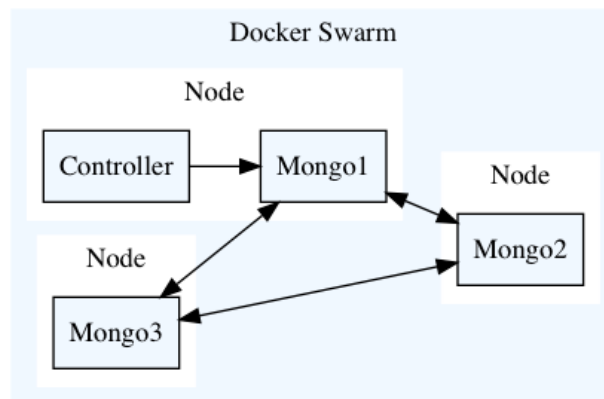 Docker Swarm
Node
Controller
Mongo1
Node
Mongo2
Node
Mongo3